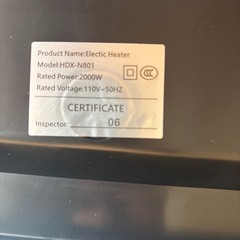 Product Name:Electic Heater
Model:HDX-N801
Rated Power:2000W
Rated Voltage:110V~50HZ
CERTIFICATE
Inspector: 06